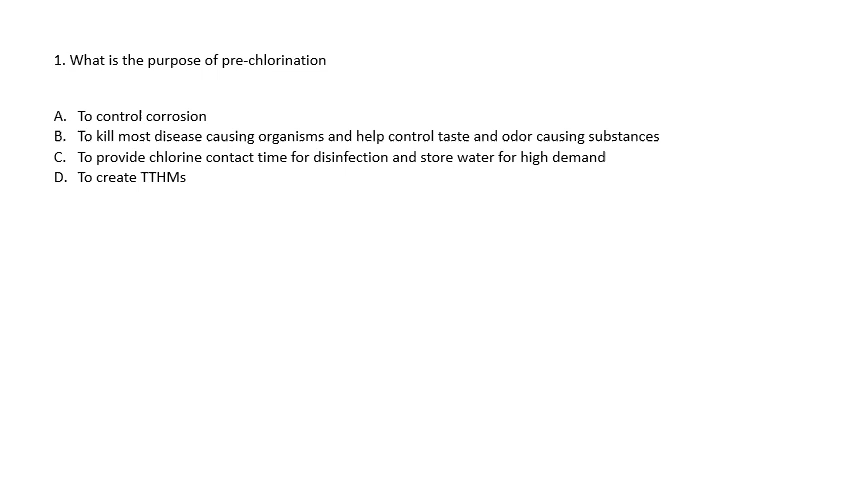 1. What is the purpose of pre-chlorination
A. To control corrosion
B. To kill most disease causing organisms and help control taste and odor causing substances
C. To provide chlorine contact time for disinfection and store water for high demand
D. To create TTHMs